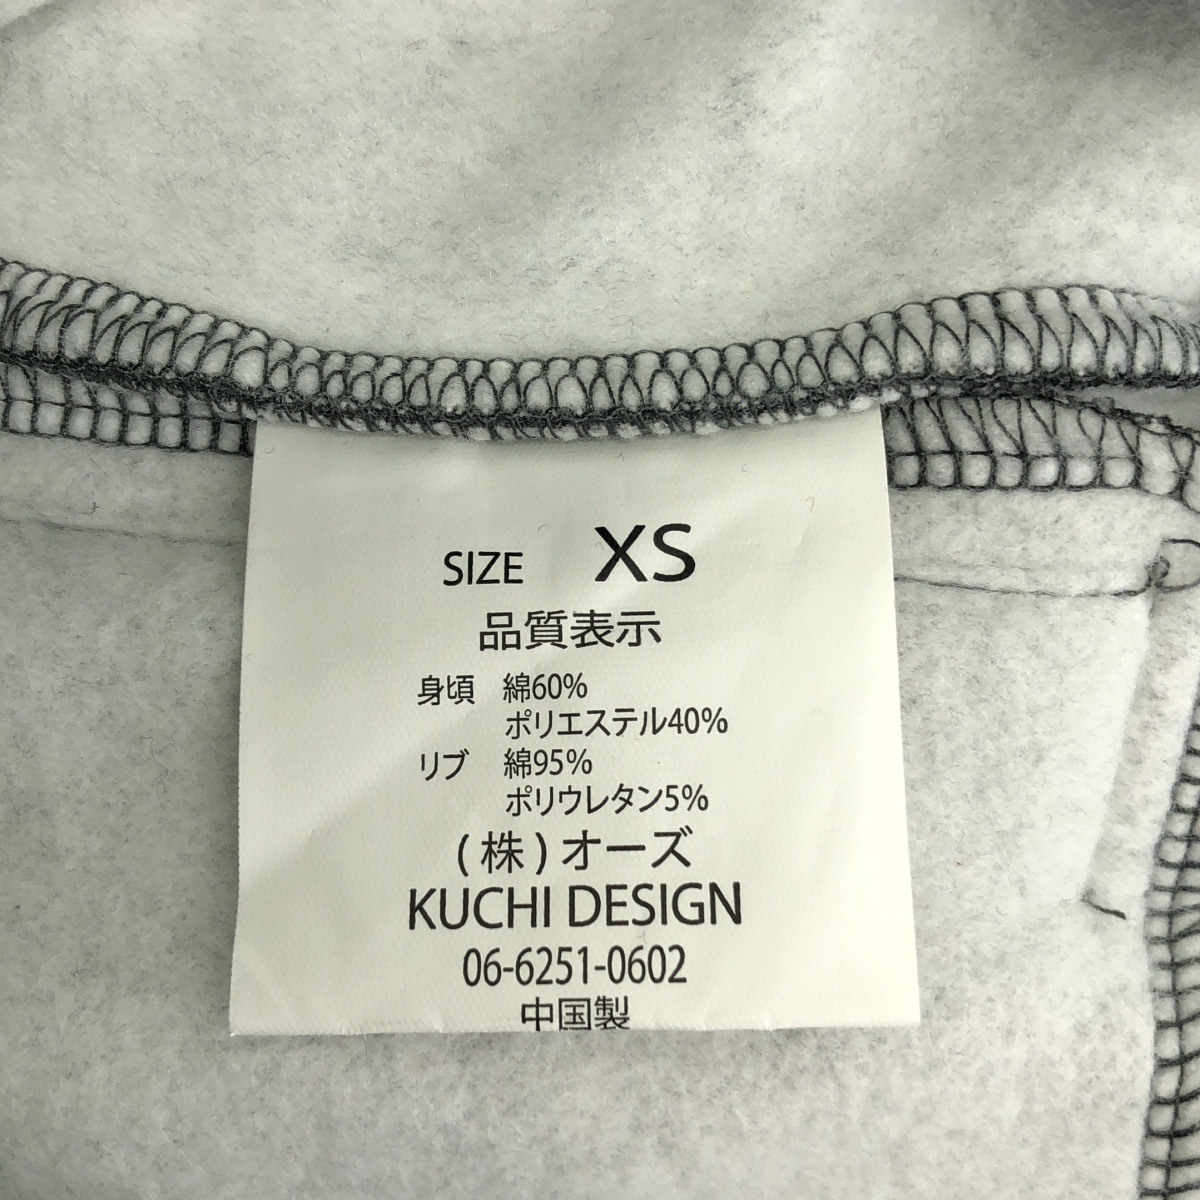 SIZE XS
品質表示
身頃 綿60%
ポリエステル40%
リブ 綿95%
ポリウレタン5%
(株)オーズ
KUCHI DESIGN
06-6251-0602
中国製